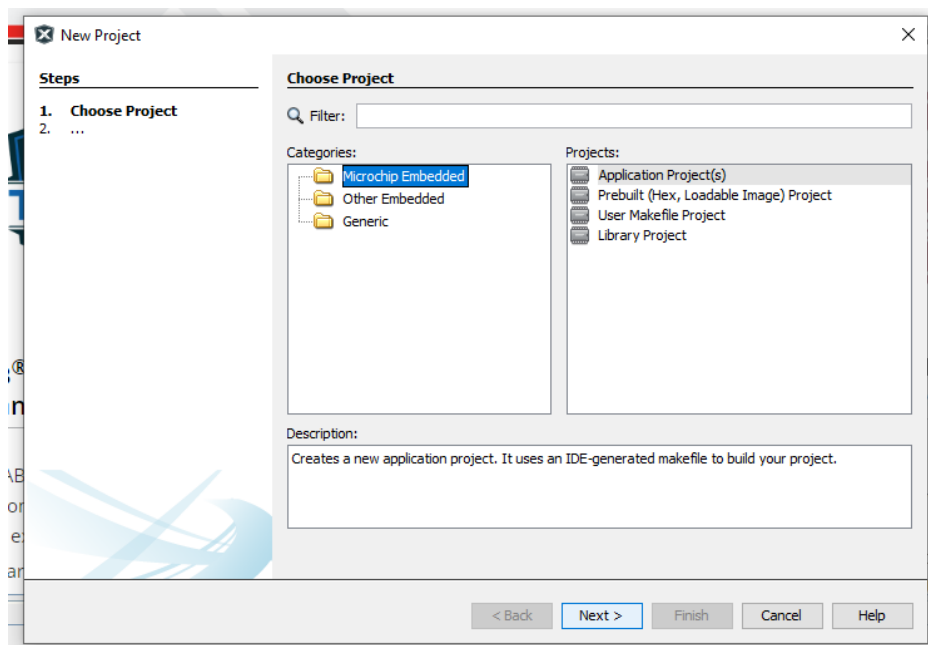 New Project
Steps
1. Choose Project
2. ...
Choose Project
Filter:
Categories:
Microchip Embedded
Other Embedded
Generic
Projects:
Application Project(s)
Prebuilt (Hex, Loadable Image) Project
User Makefile Project
Library Project
Description:
Creates a new application project. It uses an IDE-generated makefile to build your project.
< Back
Next >
Finish
Cancel
Help